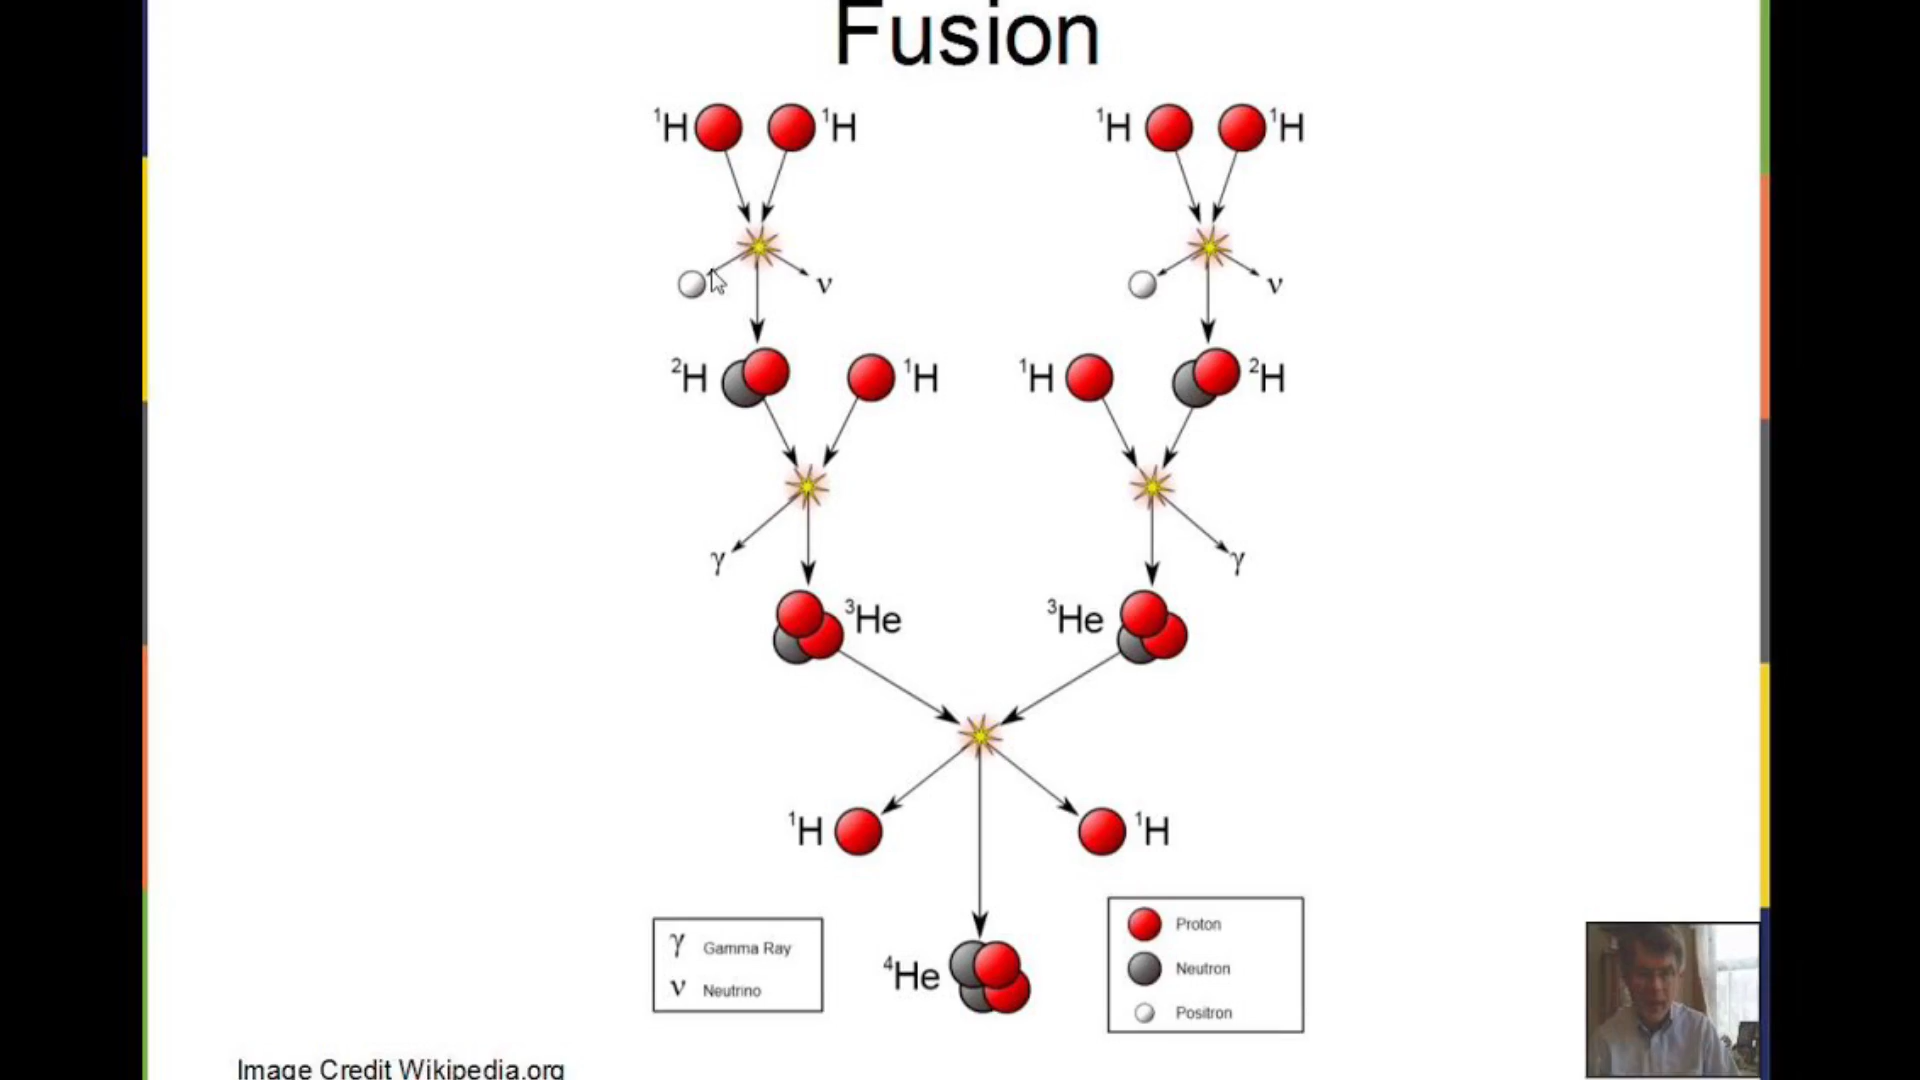 Fusion
¹H ¹H ¹H ¹H
ν ν
²H ¹H ¹H ²H
γ γ
³He ³He
¹H ¹H
⁴He
γ Gamma Ray
ν Neutrino
Proton
Neutron
Positron
Image Credit Wikipedia.org